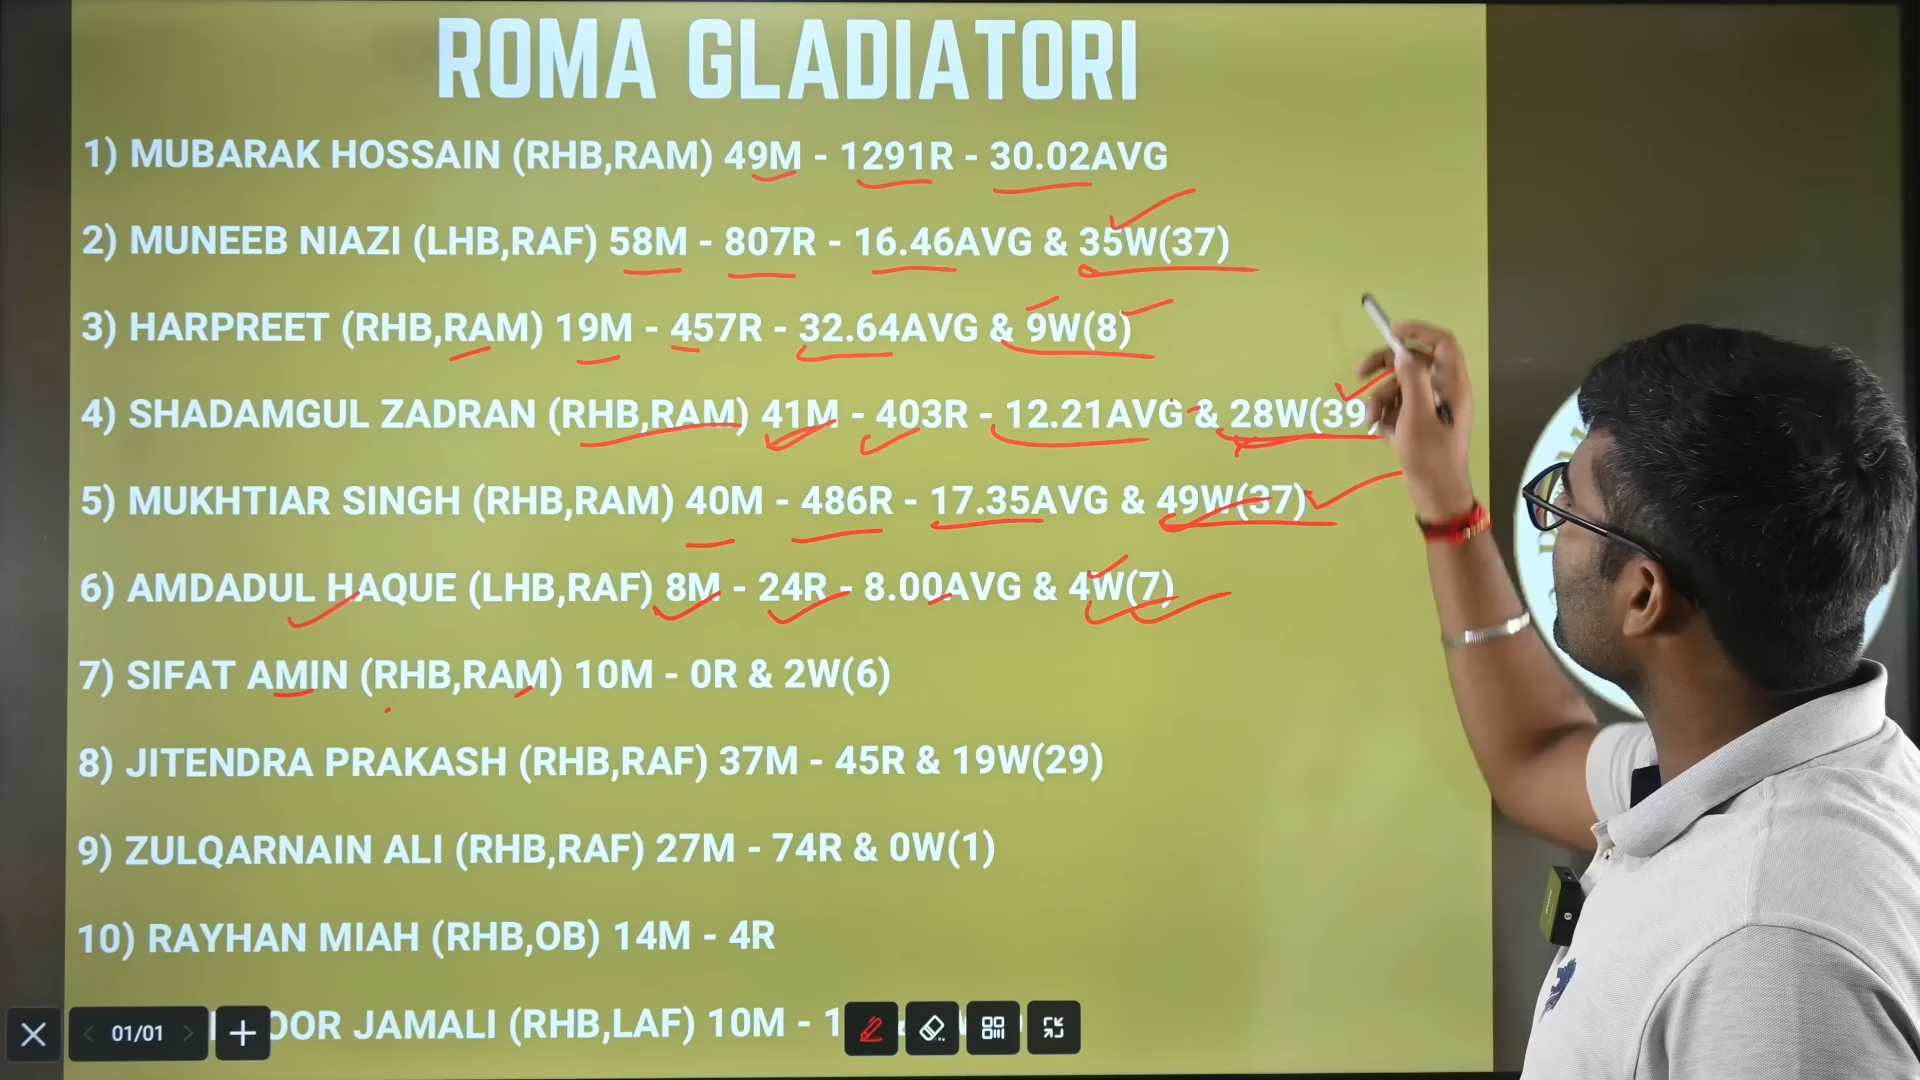 ROMA GLADIATORI
1) MUBARAK HOSSAIN (RHB,RAM) 49M - 1291R - 30.02AVG
2) MUNEEB NIAZI (LHB,RAF) 58M - 807R - 16.46AVG & 35W(37)
3) HARPREET (RHB,RAM) 19M - 457R - 32.64AVG & 9W(8)
4) SHADAMGUL ZADRAN (RHB,RAM) 41M - 403R - 12.21AVG & 28W(39)
5) MUKHTIAR SINGH (RHB,RAM) 40M - 486R - 17.35AVG & 49W(37)
6) AMDADUL HAQUE (LHB,RAF) 8M - 24R - 8.00AVG & 4W(7)
7) SIFAT AMIN (RHB,RAM) 10M - 0R & 2W(6)
8) JITENDRA PRAKASH (RHB,RAF) 37M - 45R & 19W(29)
9) ZULQARNAIN ALI (RHB,RAF) 27M - 74R & 0W(1)
10) RAYHAN MIAH (RHB,OB) 14M - 4R
JAMALI (RHB,LAF) 10M -
01/01